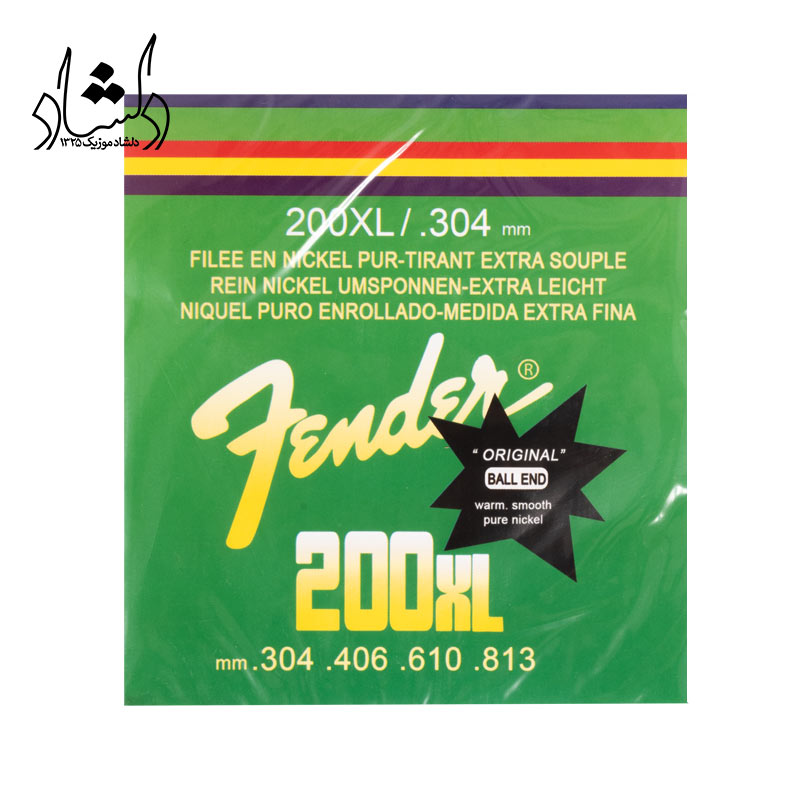 دلشاد
دلشاد موزیک ۱۳۲۵
200XL / .304 mm
FILEE EN NICKEL PUR-TIRANT EXTRA SOUPLE
REIN NICKEL UMSPONNEN-EXTRA LEICHT
NIQUEL PURO ENROLLADO-MEDIDA EXTRA FINA
Fender®
“ ORIGINAL”
BALL END
warm. smooth
pure nickel
200XL
mm .304 .406 .610 .813